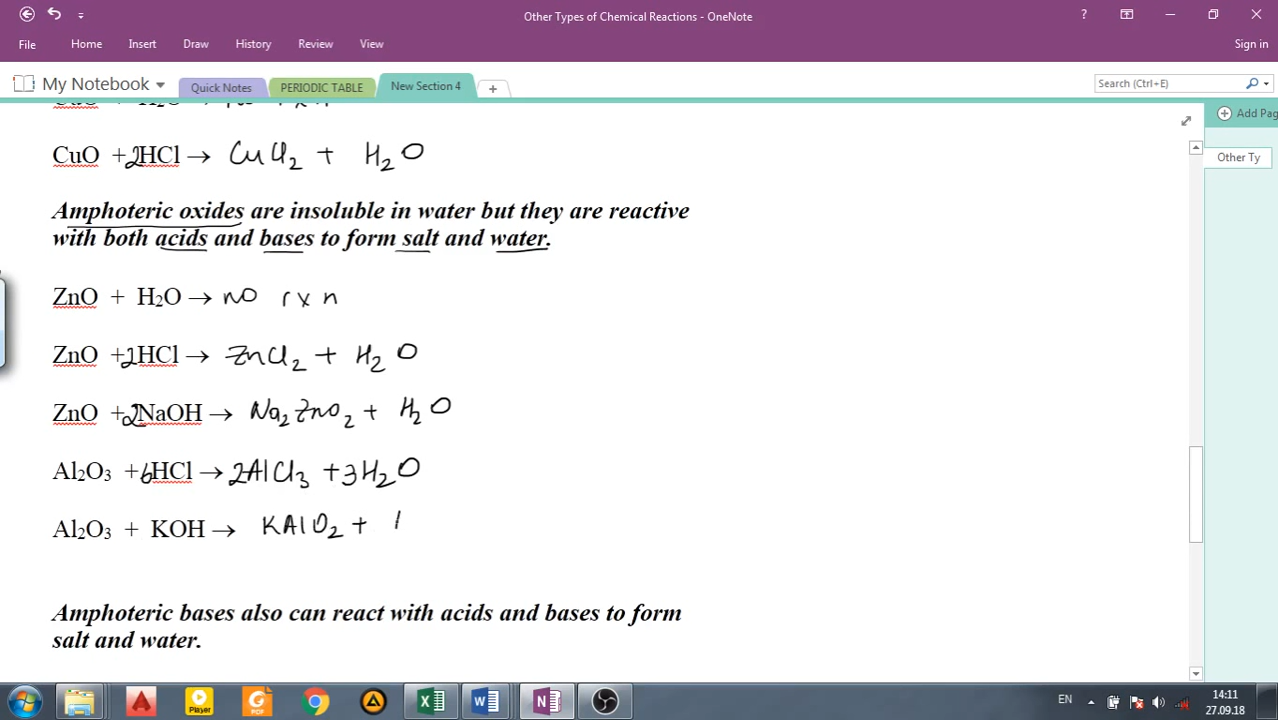 Other Types of Chemical Reactions - OneNote
? 
File Home Insert Draw History Review View Sign in
My Notebook Quick Notes PERIODIC TABLE New Section 4 + Search (Ctrl+E)
Add Pag
Other Ty
CuO + 2HCl → CuCl2 + H2O
Amphoteric oxides are insoluble in water but they are reactive
with both acids and bases to form salt and water.
ZnO + H2O → no rxn
ZnO + 2HCl → ZnCl2 + H2O
ZnO + 2NaOH → Na2ZnO2 + H2O
Al2O3 + 6HCl → 2AlCl3 + 3H2O
Al2O3 + KOH → KAlO2 +
Amphoteric bases also can react with acids and bases to form
salt and water.
Player
PDF
EN 14:11
27.09.18